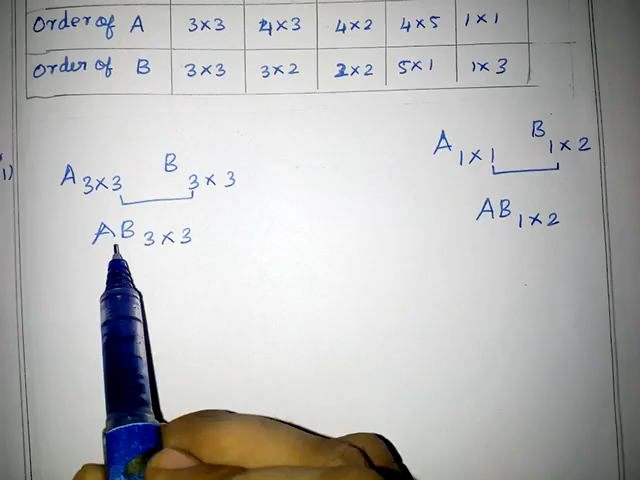 Order of A 3×3 4×3 4×2 4×5 1×1
Order of B 3×3 3×2 2×2 5×1 1×3
1)
A 3×3 B 3×3
AB 3×3
A 1×1 B 1×2
AB 1×2